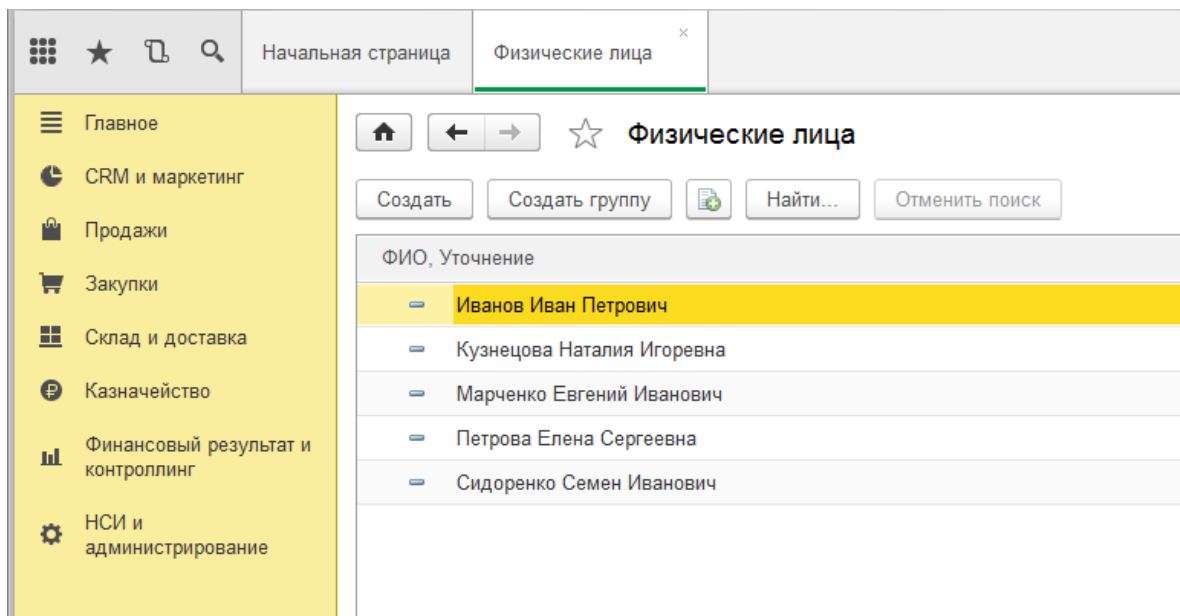 Начальная страница
Физические лица
Главное
CRM и маркетинг
Продажи
Закупки
Склад и доставка
Казначейство
Финансовый результат и
контроллинг
НСИ и
администрирование
Физические лица
Создать
Создать группу
Найти...
Отменить поиск
ФИО, Уточнение
Иванов Иван Петрович
Кузнецова Наталия Игоревна
Марченко Евгений Иванович
Петрова Елена Сергеевна
Сидоренко Семен Иванович